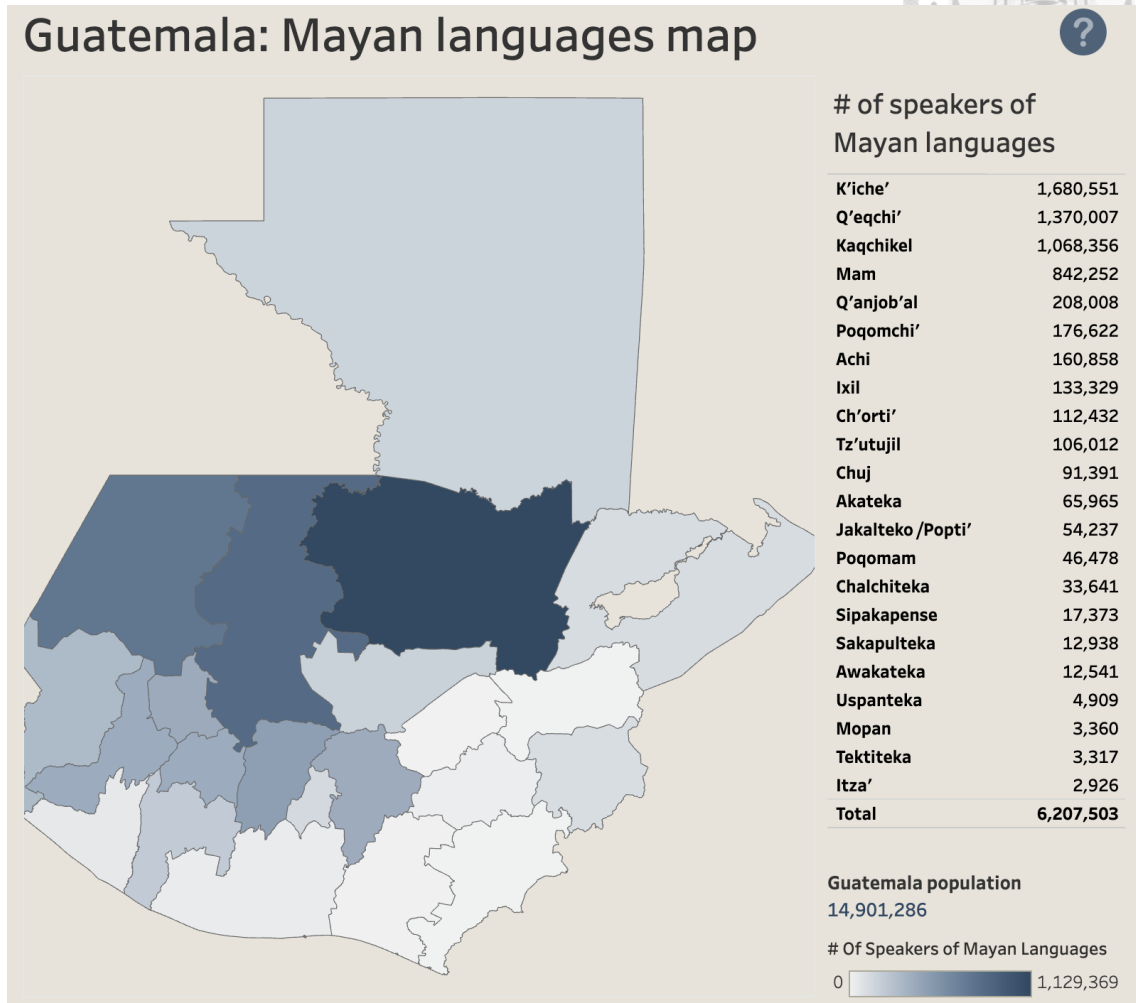 Guatemala: Mayan languages map
?
# of speakers of
Mayan languages
K'iche' 1,680,551
Q'eqchi' 1,370,007
Kaqchikel 1,068,356
Mam 842,252
Q'anjob'al 208,008
Poqomchi' 176,622
Achi 160,858
Ixil 133,329
Ch'orti' 112,432
Tz'utujil 106,012
Chuj 91,391
Akateka 65,965
Jakalteko /Popti' 54,237
Poqomam 46,478
Chalchiteka 33,641
Sipakapense 17,373
Sakapulteka 12,938
Awakateka 12,541
Uspanteka 4,909
Mopan 3,360
Tektiteka 3,317
Itza' 2,926
Total 6,207,503
Guatemala population
14,901,286
# Of Speakers of Mayan Languages
0 1,129,369